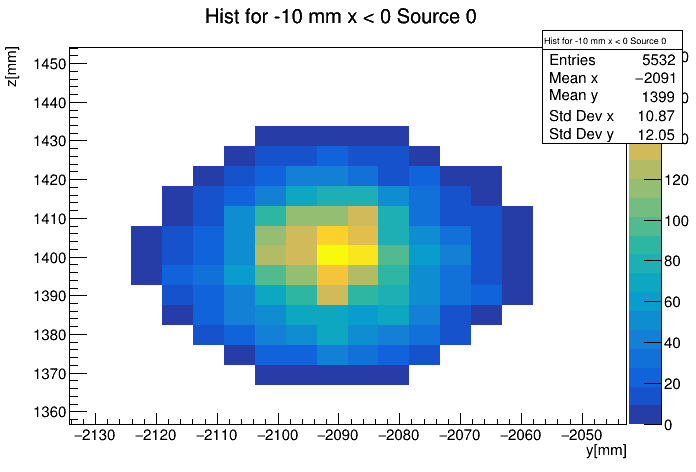 Hist for -10 mm x < 0 Source 0
z[mm]
Hist for -10 mm x < 0 Source 0
Entries 5532
Mean x −2091
Mean y 1399
Std Dev x 10.87
Std Dev y 12.05
1450
1440
1430
1420
1410
1400
1390
1380
1370
1360
120
100
80
60
40
20
0
−2130 −2120 −2110 −2100 −2090 −2080 −2070 −2060 −2050
y[mm]